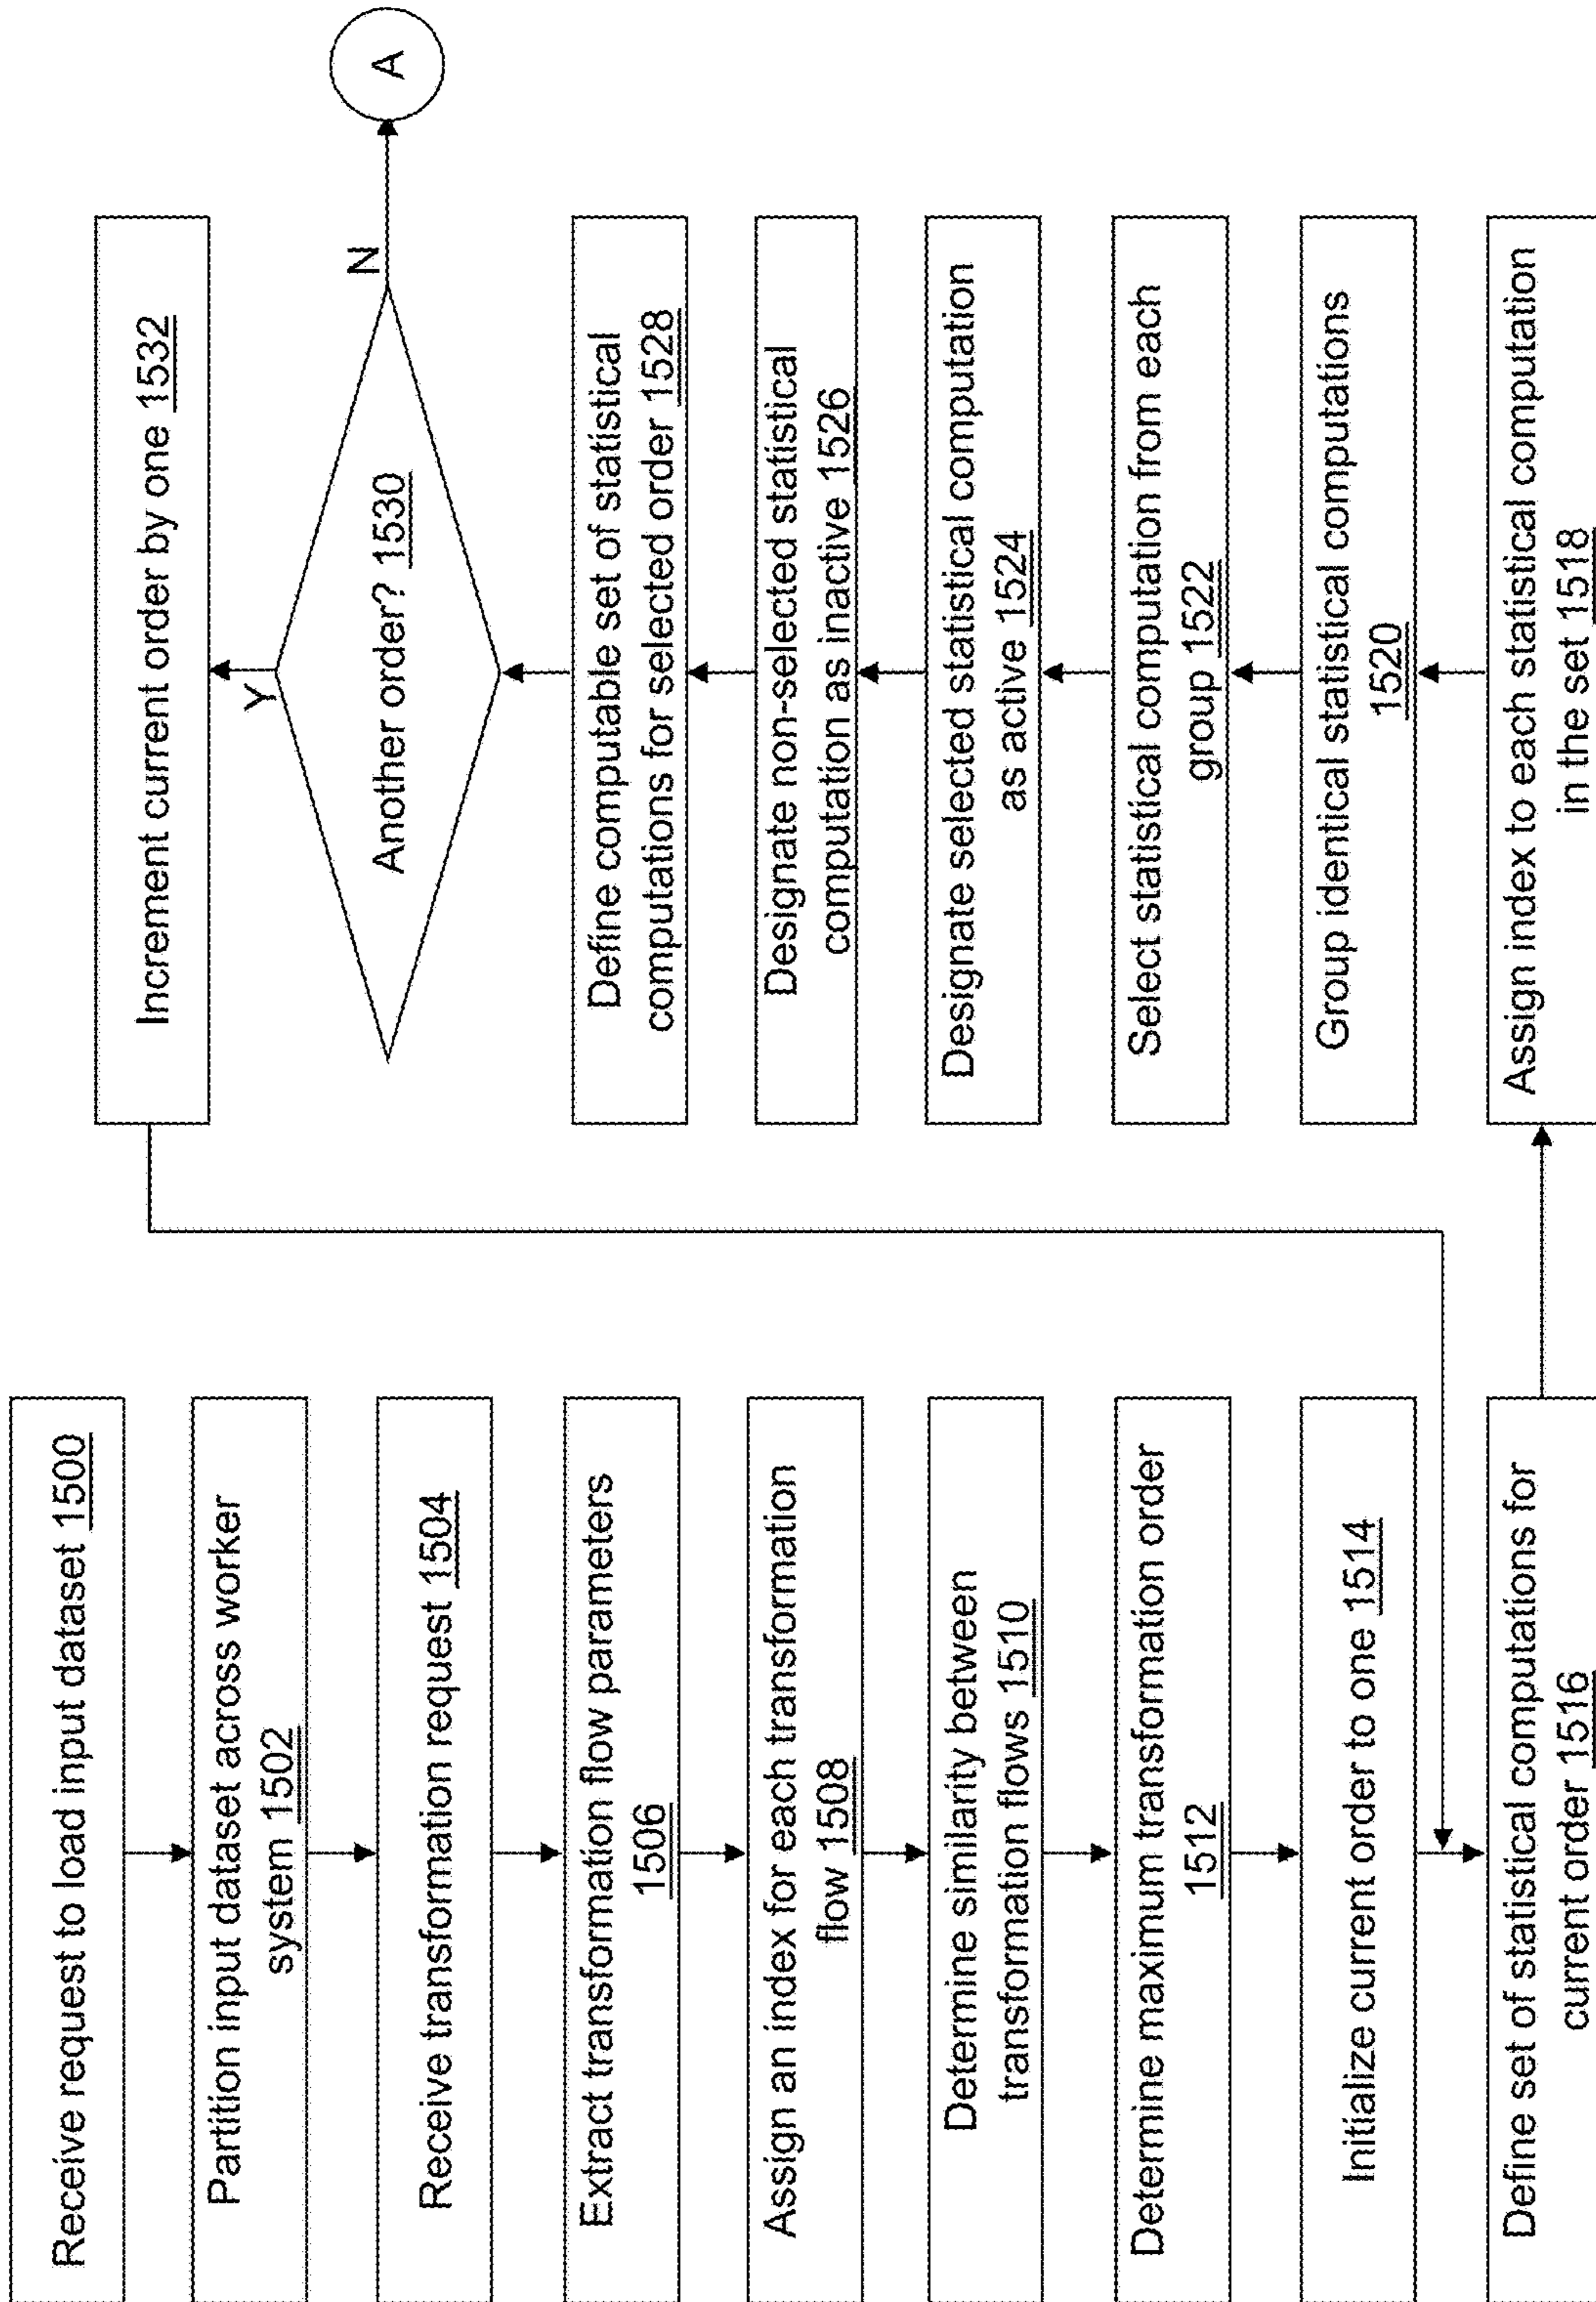 Receive request to load input dataset 1500
Partition input dataset across worker
system 1502
Receive transformation request 1504
Extract transformation flow parameters
1506
Assign an index for each transformation
flow 1508
Determine similarity between
transformation flows 1510
Determine maximum transformation order
1512
Initialize current order to one 1514
Define set of statistical computations for
current order 1516
Assign index to each statistical computation
in the set 1518
Group identical statistical computations
1520
Select statistical computation from each
group 1522
Designate selected statistical computation
as active 1524
Designate non-selected statistical
computation as inactive 1526
Define computable set of statistical
computations for selected order 1528
Another order? 1530
Y
N
Increment current order by one 1532
A